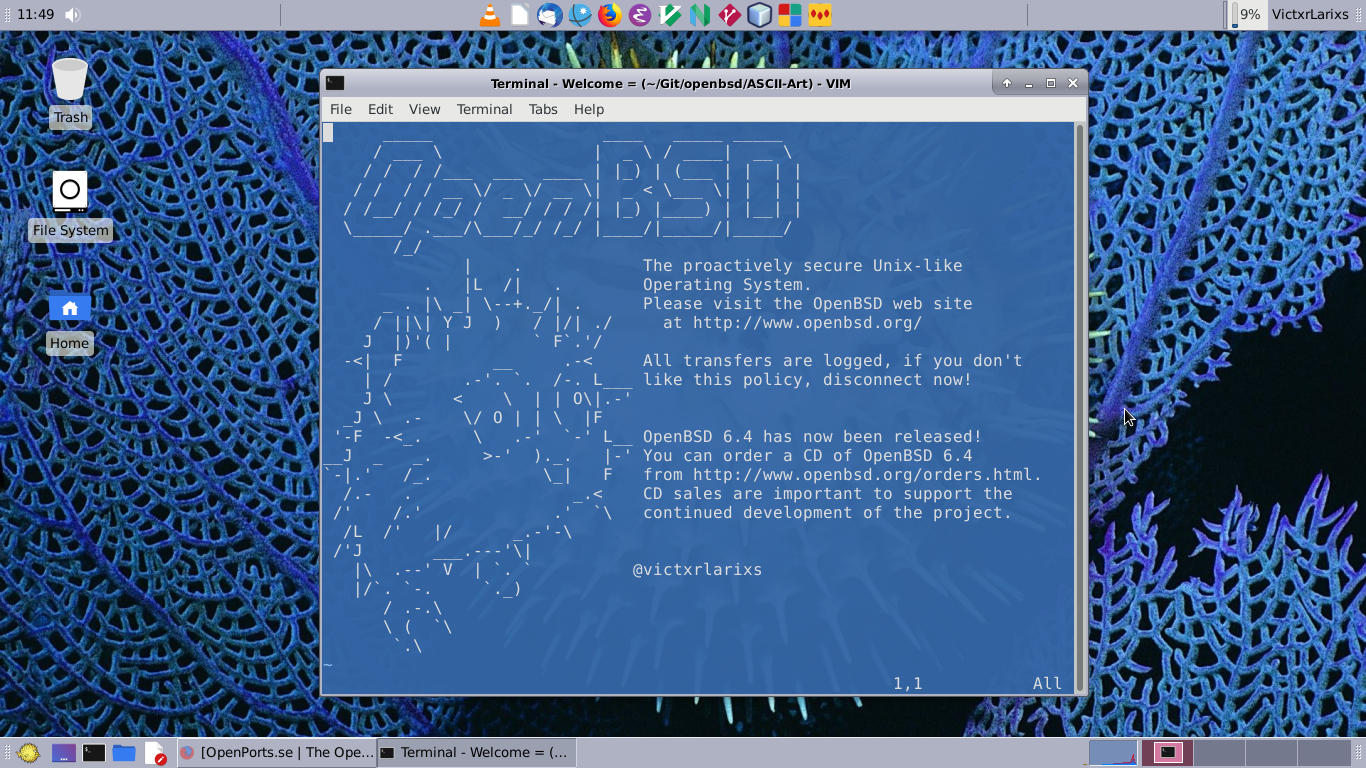 11:49
9%
VictxrLarixs
Trash
File System
Home
Terminal - Welcome = (~/Git/openbsd/ASCII-Art) - VIM
File Edit View Terminal Tabs Help
OpenBSD
The proactively secure Unix-like
Operating System.
Please visit the OpenBSD web site
at http://www.openbsd.org/
All transfers are logged, if you don't
like this policy, disconnect now!
OpenBSD 6.4 has now been released!
You can order a CD of OpenBSD 6.4
from http://www.openbsd.org/orders.html.
CD sales are important to support the
continued development of the project.
@victxrlarixs
~
1,1 All
[OpenPorts.se | The Ope...
Terminal - Welcome = (...